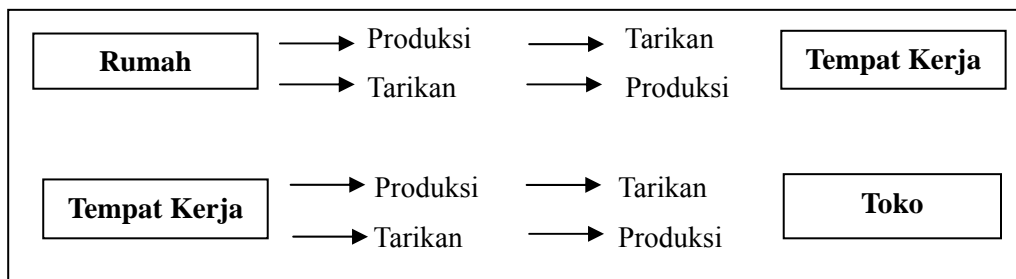 Rumah
Produksi
Tarikan
Tempat Kerja
Tarikan
Produksi
Tempat Kerja
Produksi
Tarikan
Toko
Tarikan
Produksi